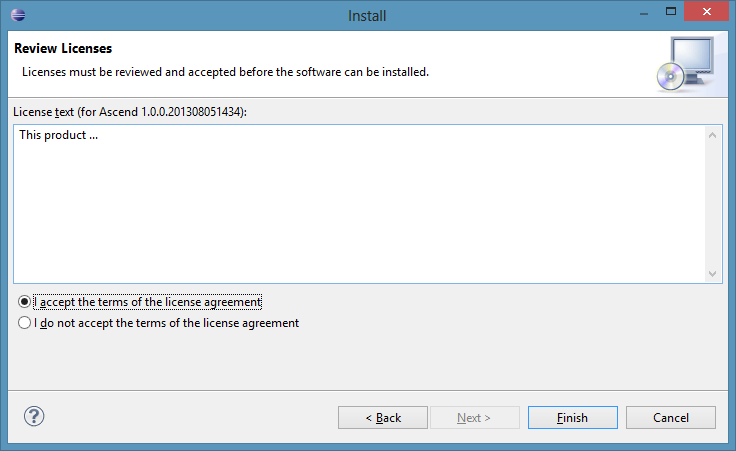 Install
Review Licenses
Licenses must be reviewed and accepted before the software can be installed.
License text (for Ascend 1.0.0.201308051434):
This product ...
I accept the terms of the license agreement
I do not accept the terms of the license agreement
?
< Back
Next >
Finish
Cancel